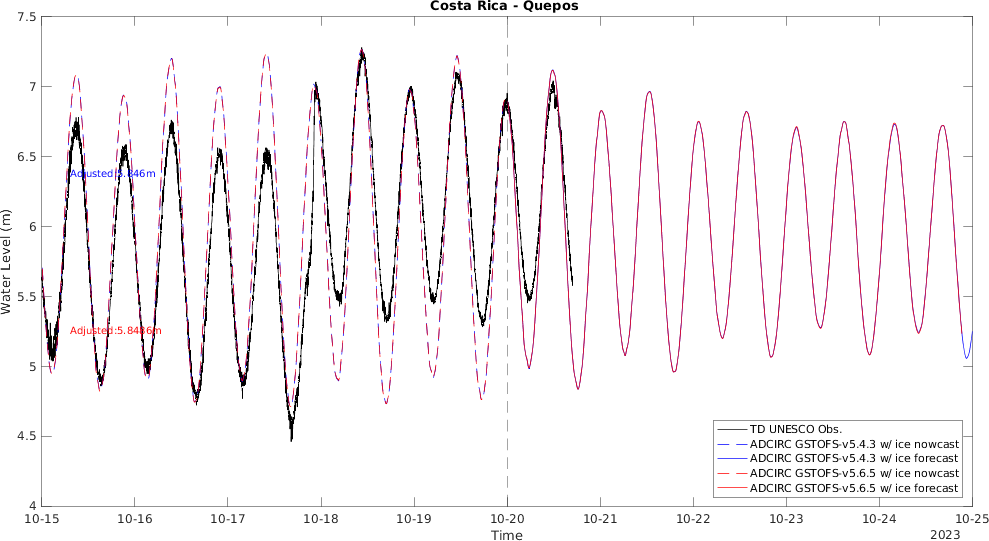 Costa Rica - Quepos
7.5
7
6.5
6
5.5
5
4.5
4
Water Level (m)
Adjusted:5.846m
Adjusted:5.8486m
TD UNESCO Obs.
ADCIRC GSTOFS-v5.4.3 w/ ice nowcast
ADCIRC GSTOFS-v5.4.3 w/ ice forecast
ADCIRC GSTOFS-v5.6.5 w/ ice nowcast
ADCIRC GSTOFS-v5.6.5 w/ ice forecast
10-15 10-16 10-17 10-18 10-19 10-20 10-21 10-22 10-23 10-24 10-25
Time
2023